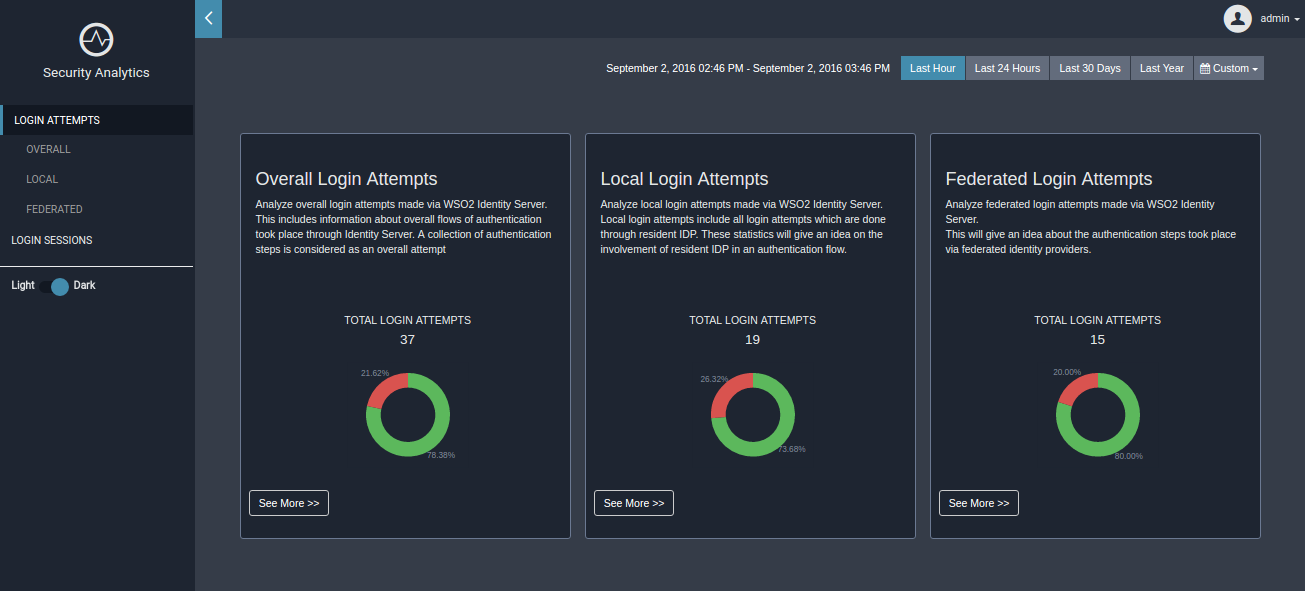 Security Analytics
LOGIN ATTEMPTS
OVERALL
LOCAL
FEDERATED
LOGIN SESSIONS
Light Dark
admin
September 2, 2016 02:46 PM - September 2, 2016 03:46 PM
Last Hour
Last 24 Hours
Last 30 Days
Last Year
Custom
Overall Login Attempts
Analyze overall login attempts made via WSO2 Identity Server.
This includes information about overall flows of authentication
took place through Identity Server. A collection of authentication
steps is considered as an overall attempt
TOTAL LOGIN ATTEMPTS
37
21.62%
78.38%
See More >>
Local Login Attempts
Analyze local login attempts made via WSO2 Identity Server.
Local login attempts include all login attempts which are done
through resident IDP. These statistics will give an idea on the
involvement of resident IDP in an authentication flow.
TOTAL LOGIN ATTEMPTS
19
26.32%
73.68%
See More >>
Federated Login Attempts
Analyze federated login attempts made via WSO2 Identity
Server.
This will give an idea about the authentication steps took place
via federated identity providers.
TOTAL LOGIN ATTEMPTS
15
20.00%
80.00%
See More >>